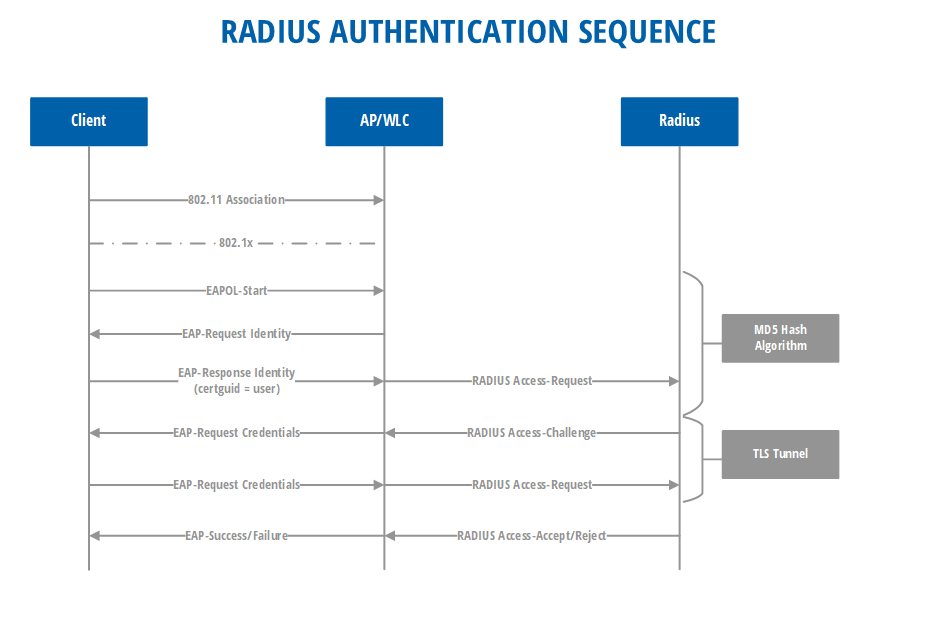 RADIUS AUTHENTICATION SEQUENCE
Client
AP/WLC
Radius
802.11 Association
802.1x
EAPOL-Start
EAP-Request Identity
MD5 Hash
Algorithm
EAP-Response Identity
(certguid = user)
RADIUS Access-Request
EAP-Request Credentials
RADIUS Access-Challenge
TLS Tunnel
EAP-Request Credentials
RADIUS Access-Request
EAP-Success/Failure
RADIUS Access-Accept/Reject